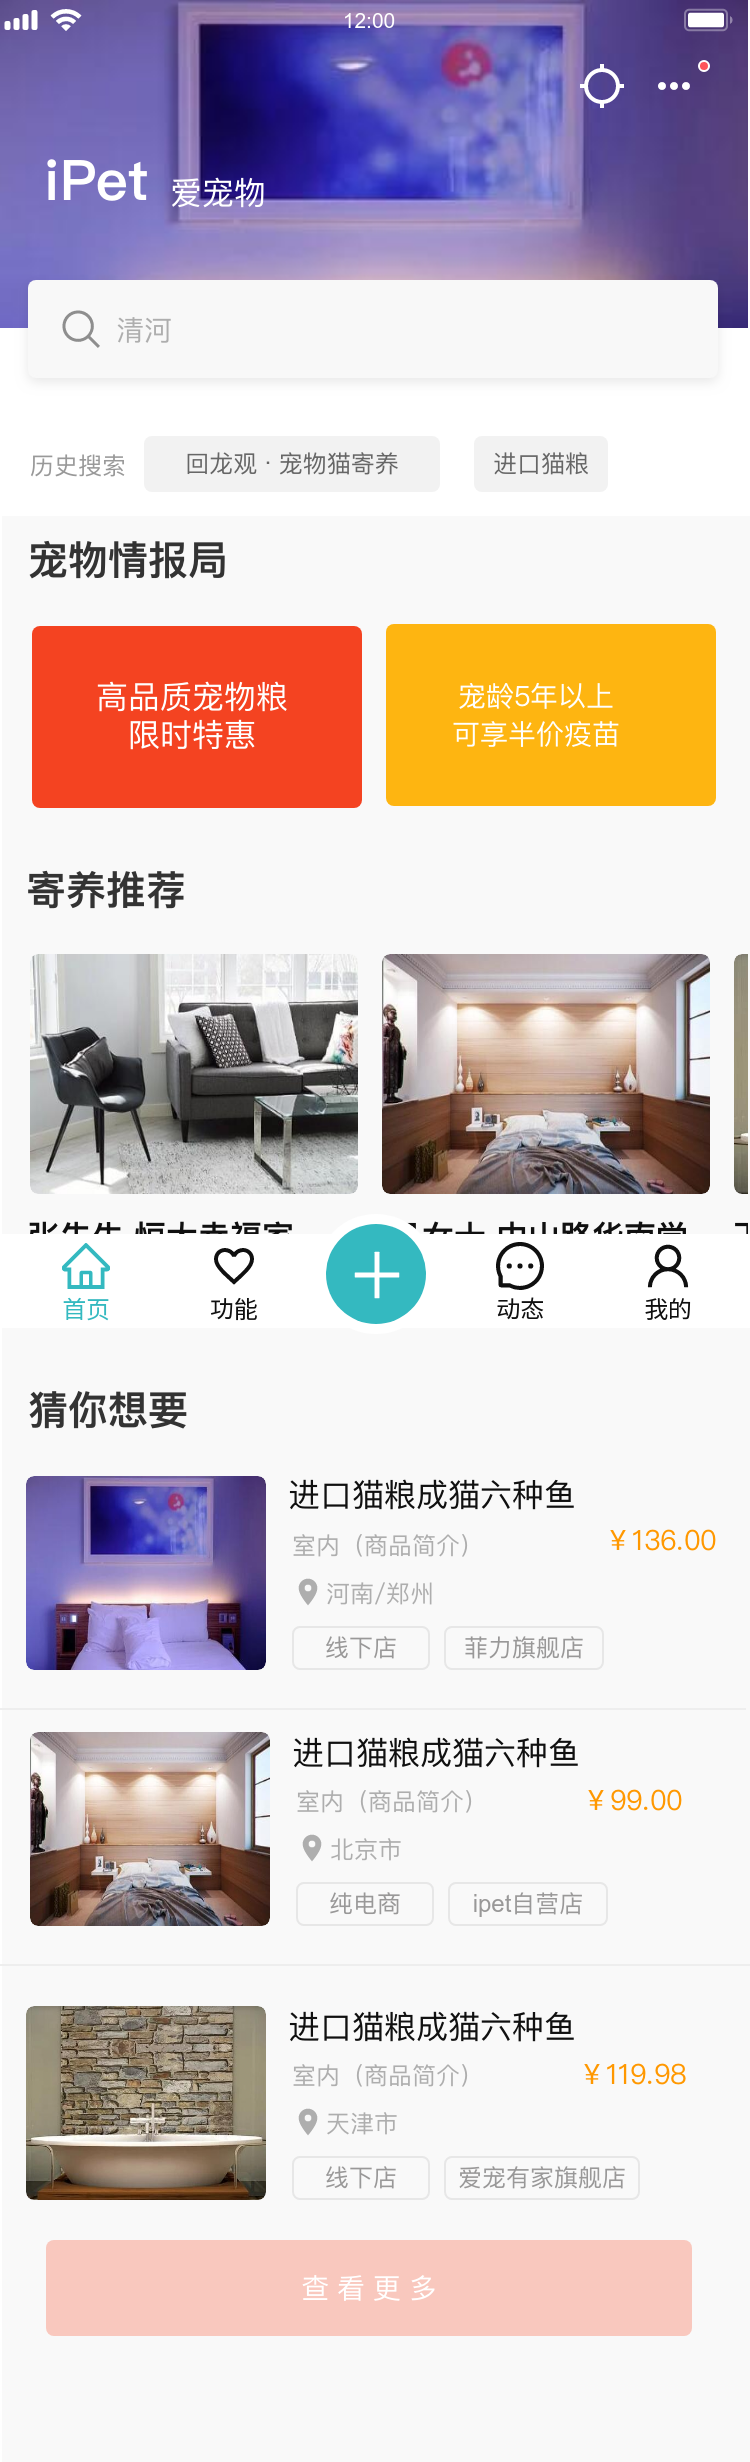 12:00
iPet 爱宠物
清河
历史搜索 回龙观 · 宠物猫寄养 进口猫粮
宠物情报局
高品质宠物粮
限时特惠
宠龄5年以上
可享半价疫苗
寄养推荐
首页 功能 动态 我的
猜你想要
进口猫粮成猫六种鱼
室内（商品简介）
¥ 136.00
河南/郑州
线下店 菲力旗舰店
进口猫粮成猫六种鱼
室内（商品简介）
¥ 99.00
北京市
纯电商 ipet自营店
进口猫粮成猫六种鱼
室内（商品简介）
¥ 119.98
天津市
线下店 爱宠有家旗舰店
查看更多